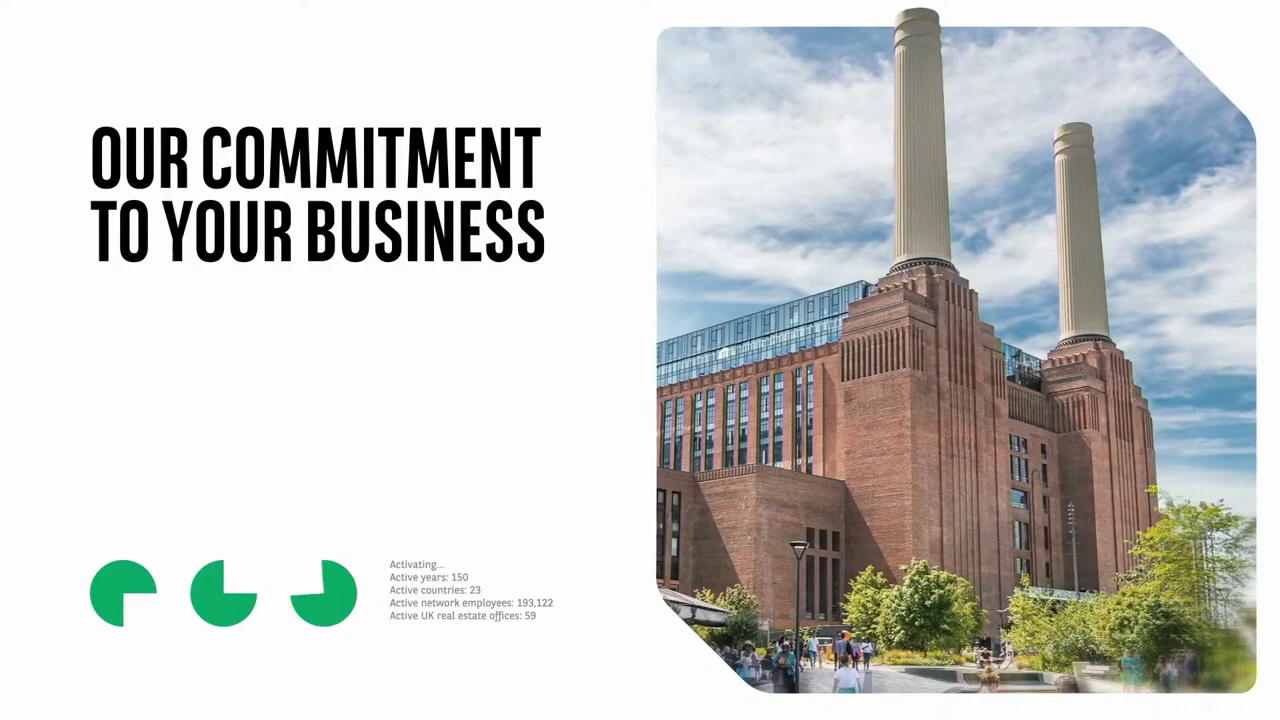 OUR COMMITMENT
TO YOUR BUSINESS
Activating...
Active years: 150
Active countries: 23
Active network employees: 193,122
Active UK real estate offices: 59